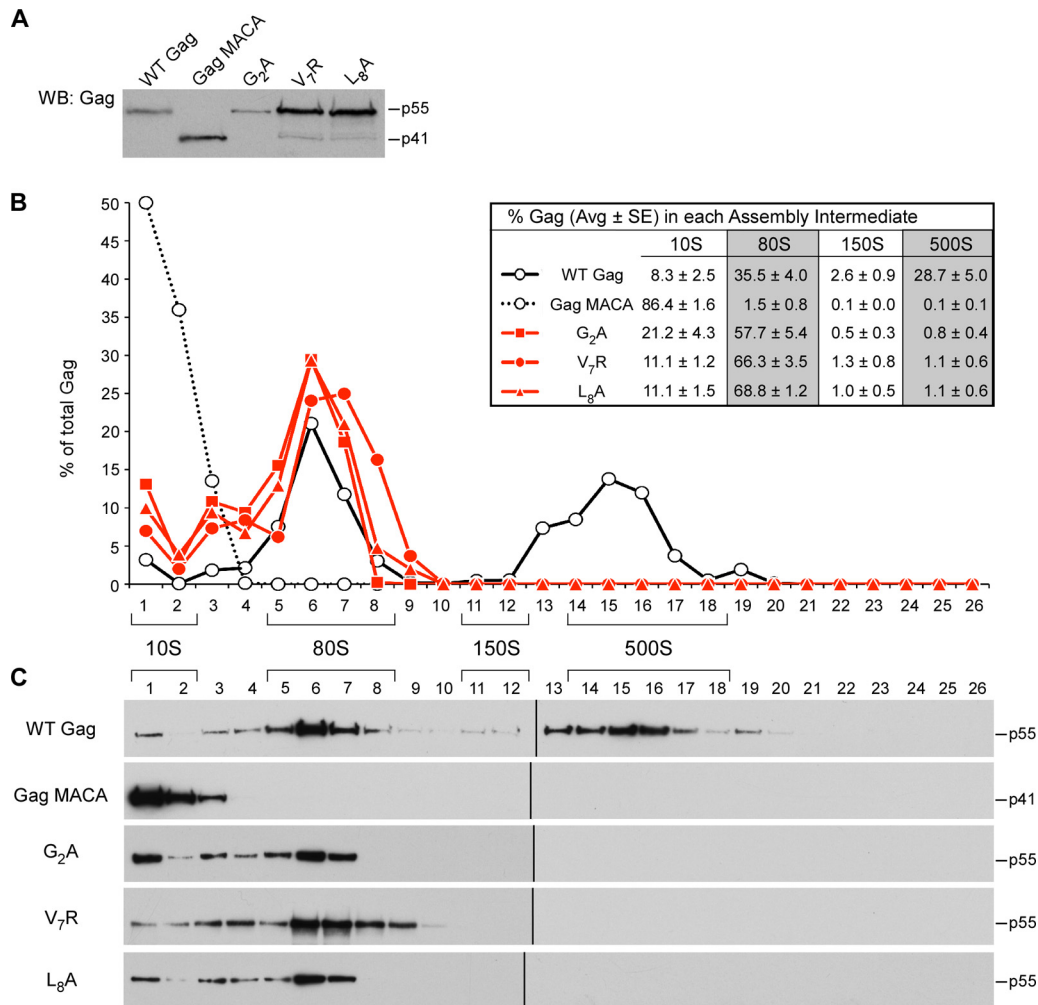 A
WT Gag Gag MACA G2A V7R L8A
WB: Gag
–p55
–p41
B
% of total Gag
50
45
40
35
30
25
20
15
10
5
0
% Gag (Avg ± SE) in each Assembly Intermediate
10S 80S 150S 500S
WT Gag 8.3 ± 2.5 35.5 ± 4.0 2.6 ± 0.9 28.7 ± 5.0
Gag MACA 86.4 ± 1.6 1.5 ± 0.8 0.1 ± 0.0 0.1 ± 0.1
G2A 21.2 ± 4.3 57.7 ± 5.4 0.5 ± 0.3 0.8 ± 0.4
V7R 11.1 ± 1.2 66.3 ± 3.5 1.3 ± 0.8 1.1 ± 0.6
L8A 11.1 ± 1.5 68.8 ± 1.2 1.0 ± 0.5 1.1 ± 0.6
1 2 3 4 5 6 7 8 9 10 11 12 13 14 15 16 17 18 19 20 21 22 23 24 25 26
10S 80S 150S 500S
C
1 2 3 4 5 6 7 8 9 10 11 12 13 14 15 16 17 18 19 20 21 22 23 24 25 26
WT Gag –p55
Gag MACA –p41
G2A –p55
V7R –p55
L8A –p55